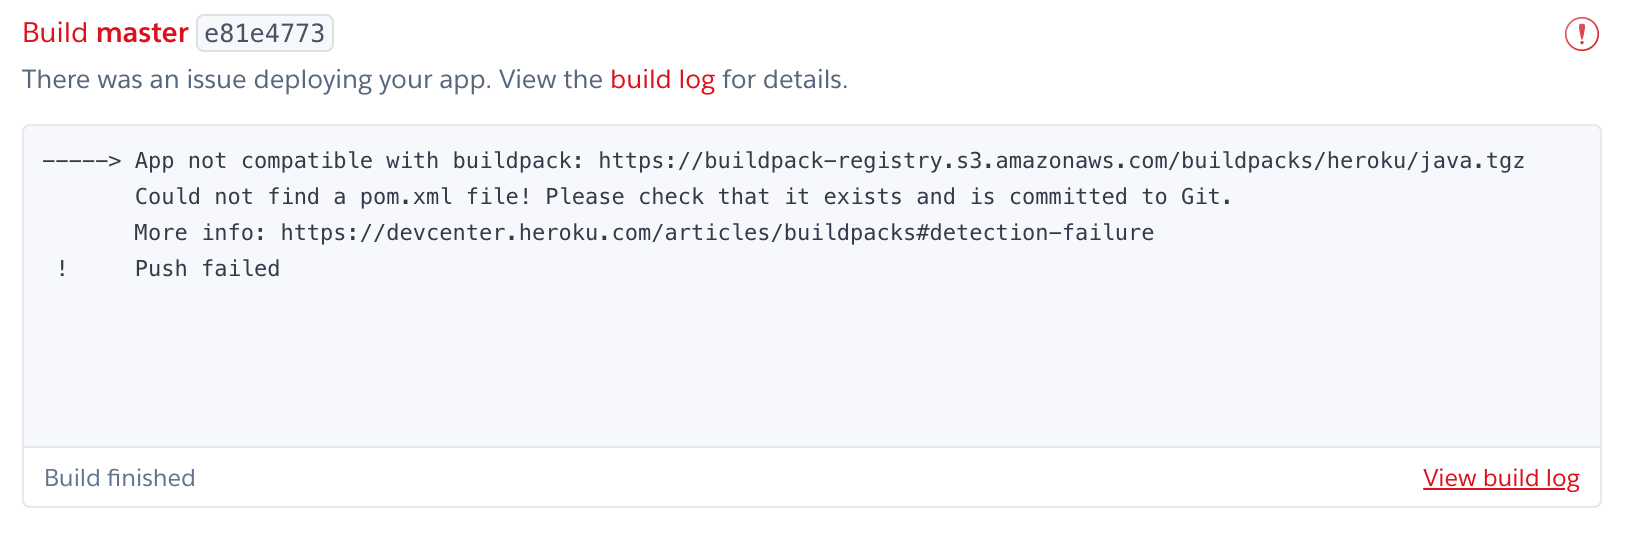 Build master e81e4773
There was an issue deploying your app. View the build log for details.
-----> App not compatible with buildpack: https://buildpack-registry.s3.amazonaws.com/buildpacks/heroku/java.tgz
Could not find a pom.xml file! Please check that it exists and is committed to Git.
More info: https://devcenter.heroku.com/articles/buildpacks#detection-failure
! Push failed
Build finished
View build log